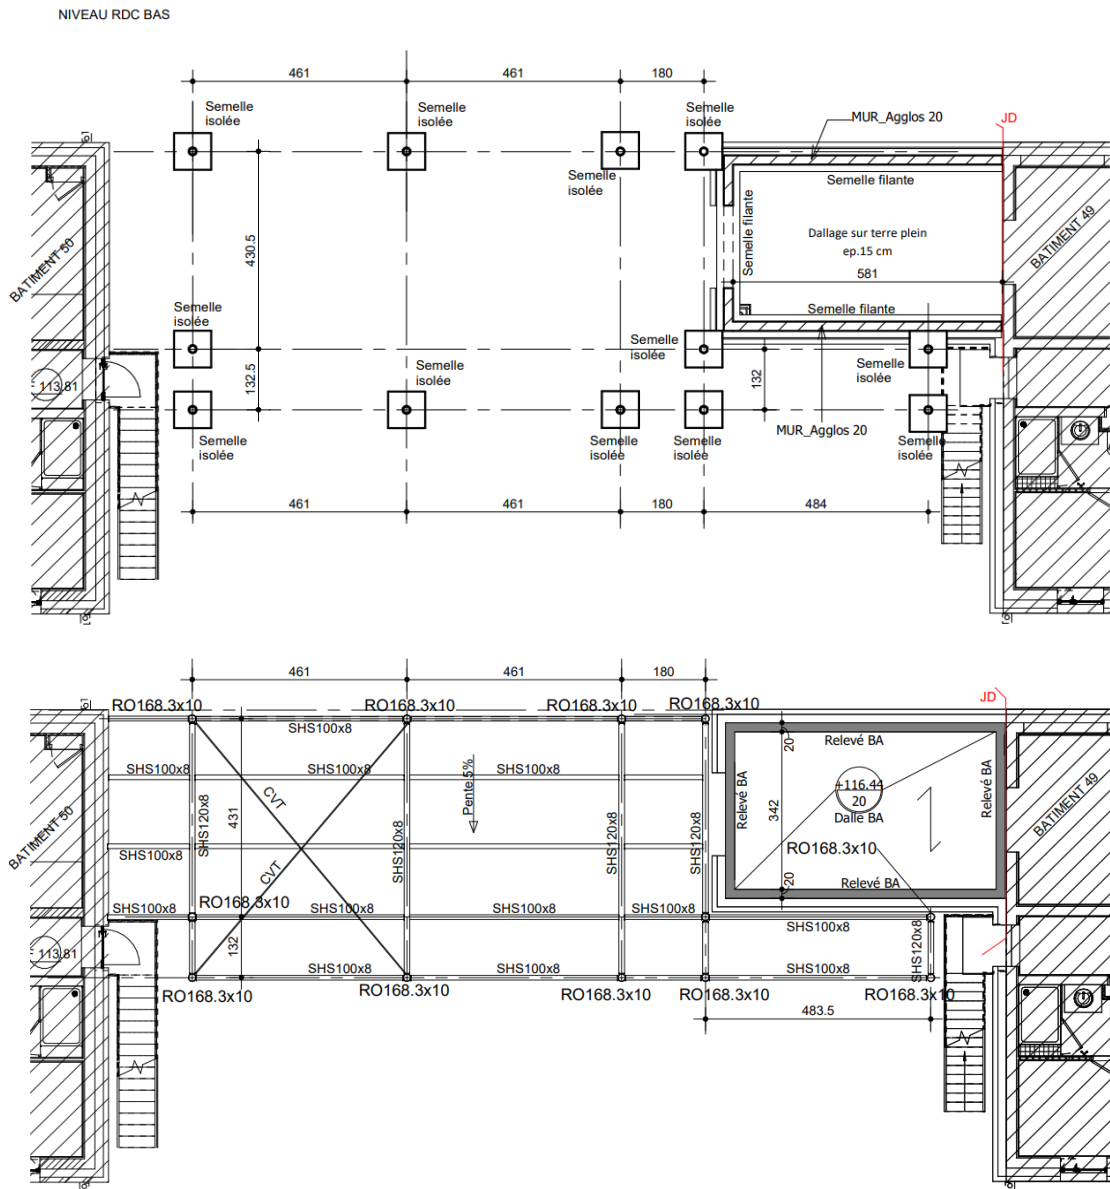 NIVEAU RDC BAS
461
461
180
Semelle
isolée
Semelle
isolée
Semelle
isolée
Semelle
isolée
MUR_Agglos 20
JD
Semelle filante
Semelle filante
Dallage sur terre plein
ep.15 cm
581
Semelle filante
BATIMENT 50
BATIMENT 49
430.5
Semelle
isolée
Semelle
isolée
Semelle
isolée
Semelle
isolée
113.81
132.5
132
MUR_Agglos 20
Semelle
isolée
Semelle
isolée
Semelle
isolée
Semelle
isolée
461
461
180
484
461
461
180
JD
RO168.3x10
RO168.3x10
RO168.3x10
RO168.3x10
SHS100x8
Relevé BA
20
SHS100x8
SHS100x8
SHS100x8
CVT
Pente 5%
+116.44
20
Dalle BA
Relevé BA
Relevé BA
342
BATIMENT 50
BATIMENT 49
SHS120x8
431
SHS120x8
SHS120x8
SHS120x8
SHS100x8
CVT
RO168.3x10
20
Relevé BA
RO168.3x10
SHS100x8
SHS100x8
SHS100x8
SHS100x8
SHS100x8
SHS120x8
113.81
132
SHS100x8
SHS100x8
SHS100x8
RO168.3x10
RO168.3x10
RO168.3x10
RO168.3x10
RO168.3x10
483.5